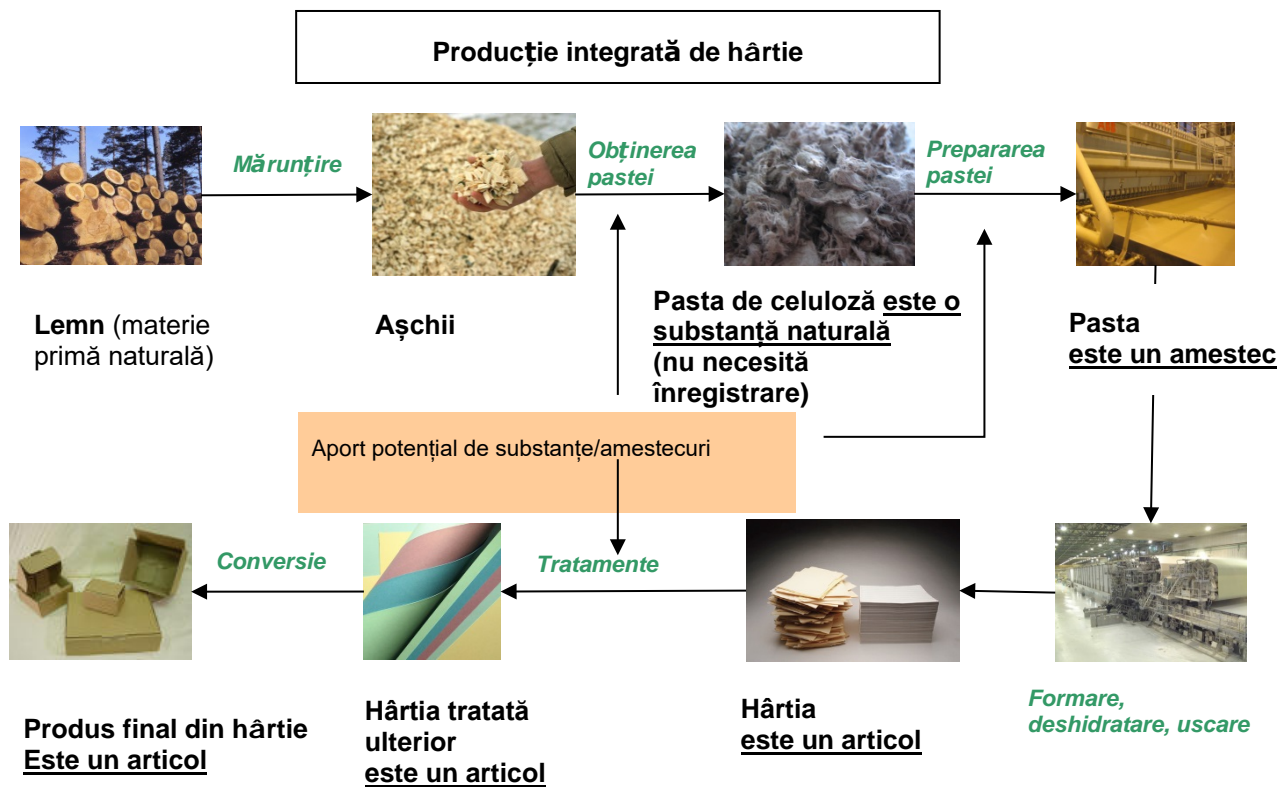 Producție integrată de hârtie
Mărunțire
Obținerea
pastei
Prepararea
pastei
Lemn (materie
primă naturală)
Așchii
Pasta de celuloză este o
substanță naturală
(nu necesită
înregistrare)
Pasta
este un amestec
Aport potențial de substanțe/amestecuri
Conversie
Tratamente
Produs final din hârtie
Este un articol
Hârtia tratată
ulterior
este un articol
Hârtia
este un articol
Formare,
deshidratare, uscare